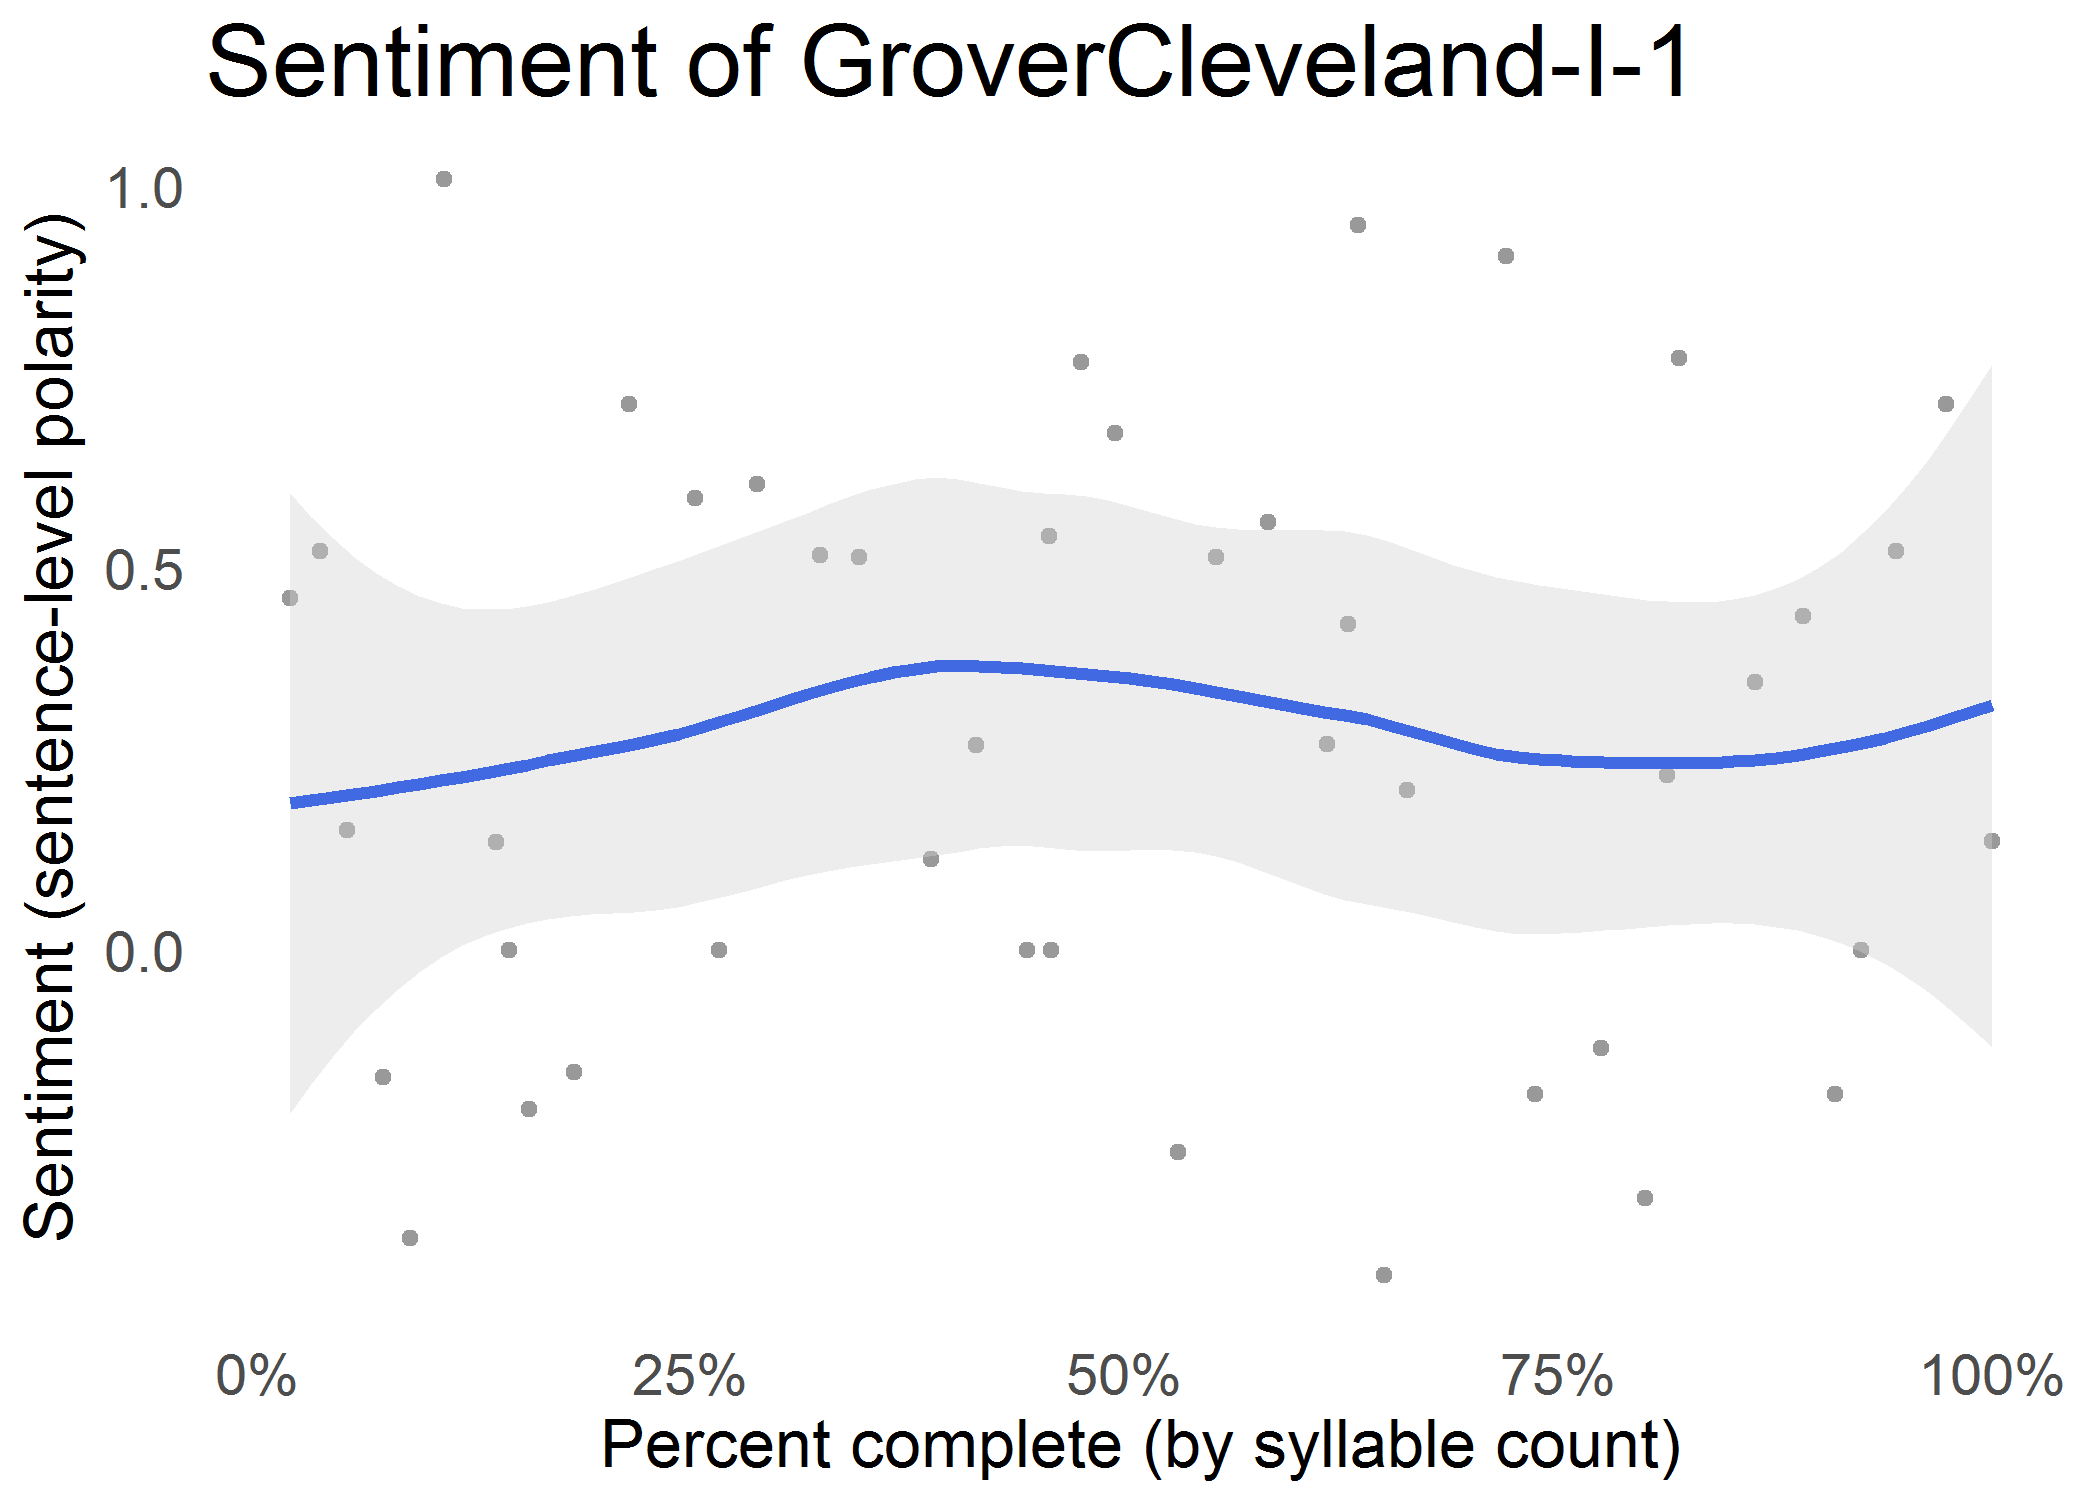 Sentiment of GroverCleveland-I-1
Sentiment (sentence-level polarity)
1.0
0.5
0.0
0% 25% 50% 75% 100%
Percent complete (by syllable count)